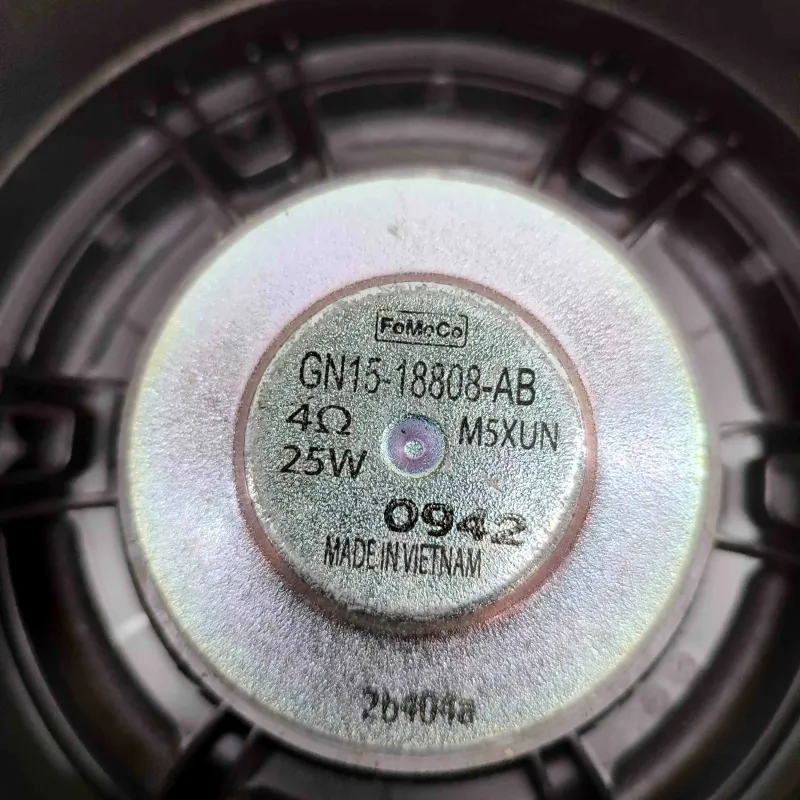 FoMoCo
GN15-18808-AB
4Ω
M5XUN
25W
0942
MADE IN VIETNAM
2b404a